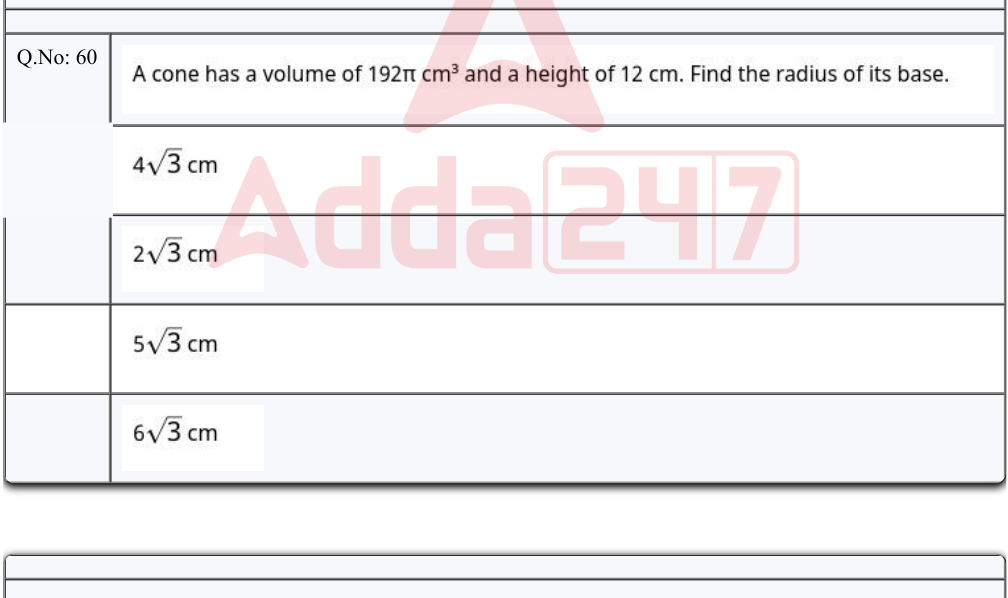 Q.No: 60
A cone has a volume of 192π cm³ and a height of 12 cm. Find the radius of its base.
4√3 cm
Adda247
2√3 cm
5√3 cm
6√3 cm